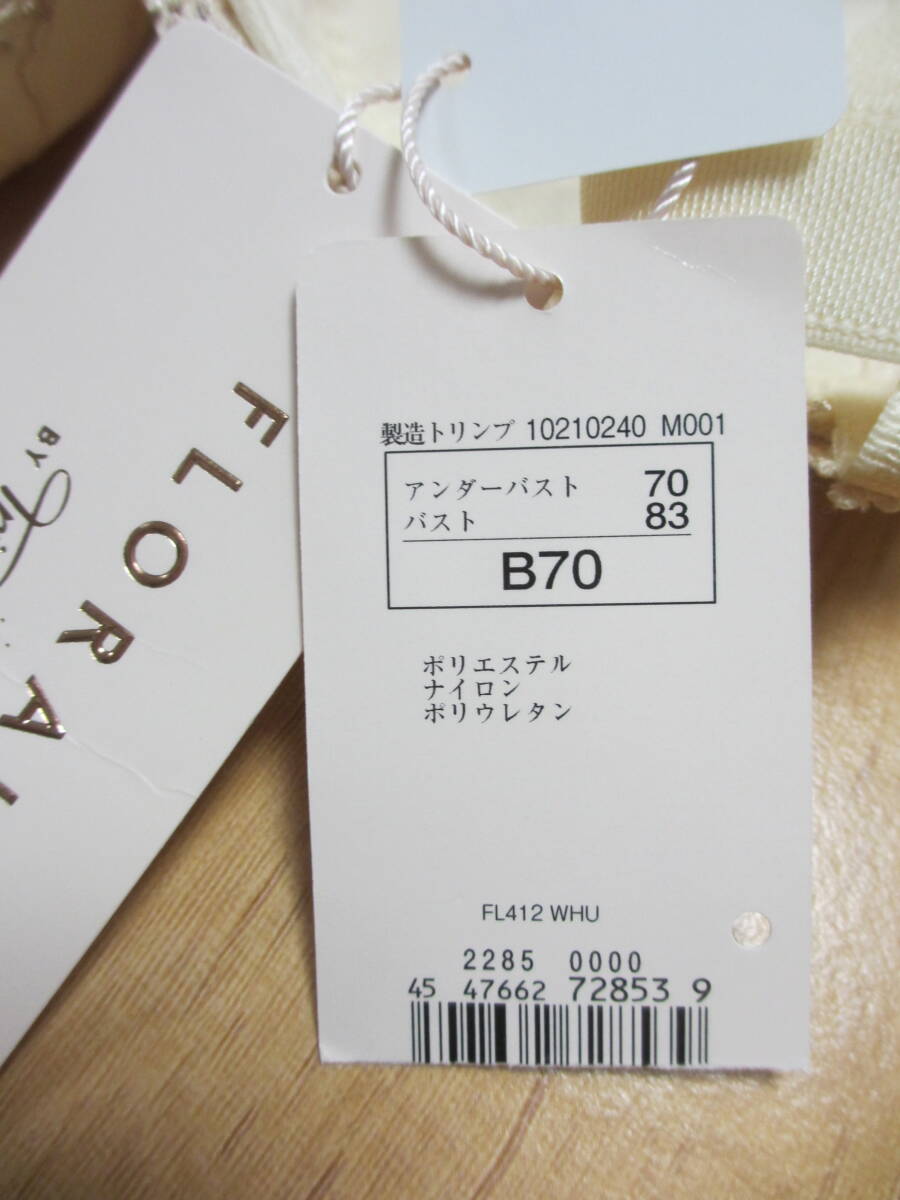 FLORAL
BY
製造トリンプ 10210240 M001
アンダーバスト 70
バスト 83
B70
ポリエステル
ナイロン
ポリウレタン
FL412 WHU
2285 0000
45 47662 72853 9